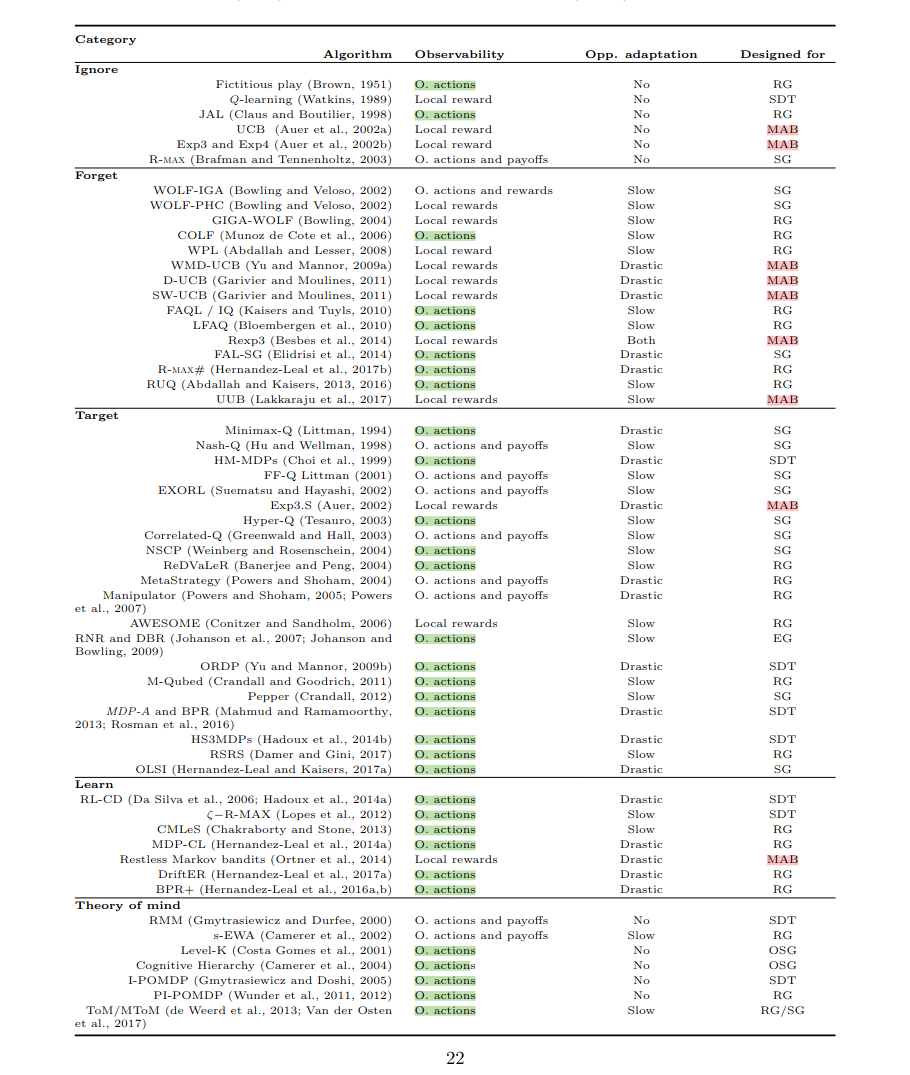 Category
Algorithm Observability Opp. adaptation Designed for
Ignore
Fictitious play (Brown, 1951) O. actions No RG
Q-learning (Watkins, 1989) Local reward No SDT
JAL (Claus and Boutilier, 1998) O. actions No RG
UCB (Auer et al., 2002a) Local reward No MAB
Exp3 and Exp4 (Auer et al., 2002b) Local reward No MAB
R-MAX (Brafman and Tennenholtz, 2003) O. actions and payoffs No SG
Forget
WOLF-IGA (Bowling and Veloso, 2002) O. actions and rewards Slow SG
WOLF-PHC (Bowling and Veloso, 2002) Local rewards Slow SG
GIGA-WOLF (Bowling, 2004) Local rewards Slow RG
COLF (Munoz de Cote et al., 2006) O. actions Slow RG
WPL (Abdallah and Lesser, 2008) Local reward Slow RG
WMD-UCB (Yu and Mannor, 2009a) Local rewards Drastic MAB
D-UCB (Garivier and Moulines, 2011) Local rewards Drastic MAB
SW-UCB (Garivier and Moulines, 2011) Local rewards Drastic MAB
FAQL / IQ (Kaisers and Tuyls, 2010) O. actions Slow RG
LFAQ (Bloembergen et al., 2010) O. actions Slow RG
Rexp3 (Besbes et al., 2014) Local rewards Both MAB
FAL-SG (Elidrisi et al., 2014) O. actions Drastic SG
R-MAX# (Hernandez-Leal et al., 2017b) O. actions Drastic RG
RUQ (Abdallah and Kaisers, 2013, 2016) O. actions Slow RG
UUB (Lakkaraju et al., 2017) Local rewards Slow MAB
Target
Minimax-Q (Littman, 1994) O. actions Drastic SG
Nash-Q (Hu and Wellman, 1998) O. actions and payoffs Slow SG
HM-MDPs (Choi et al., 1999) O. actions Drastic SDT
FF-Q Littman (2001) O. actions and payoffs Slow SG
EXORL (Suematsu and Hayashi, 2002) O. actions and payoffs Slow SG
Exp3.S (Auer, 2002) Local rewards Drastic MAB
Hyper-Q (Tesauro, 2003) O. actions Slow SG
Correlated-Q (Greenwald and Hall, 2003) O. actions and payoffs Slow SG
NSCP (Weinberg and Rosenschein, 2004) O. actions Slow SG
ReDVaLeR (Banerjee and Peng, 2004) O. actions Slow RG
MetaStrategy (Powers and Shoham, 2004) O. actions and payoffs Drastic RG
Manipulator (Powers and Shoham, 2005; Powers O. actions and payoffs Drastic RG
et al., 2007)
AWESOME (Conitzer and Sandholm, 2006) Local rewards Slow RG
RNR and DBR (Johanson et al., 2007; Johanson and O. actions Slow EG
Bowling, 2009)
ORDP (Yu and Mannor, 2009b) O. actions Drastic SDT
M-Qubed (Crandall and Goodrich, 2011) O. actions Slow RG
Pepper (Crandall, 2012) O. actions Slow SG
MDP-A and BPR (Mahmud and Ramamoorthy, O. actions Drastic SDT
2013; Rosman et al., 2016)
HS3MDPs (Hadoux et al., 2014b) O. actions Drastic SDT
RSRS (Damer and Gini, 2017) O. actions Slow RG
OLSI (Hernandez-Leal and Kaisers, 2017a) O. actions Drastic SG
Learn
RL-CD (Da Silva et al., 2006; Hadoux et al., 2014a) O. actions Drastic SDT
ζ−R-MAX (Lopes et al., 2012) O. actions Slow SDT
CMLeS (Chakraborty and Stone, 2013) O. actions Slow RG
MDP-CL (Hernandez-Leal et al., 2014a) O. actions Drastic RG
Restless Markov bandits (Ortner et al., 2014) Local rewards Drastic MAB
DriftER (Hernandez-Leal et al., 2017a) O. actions Drastic RG
BPR+ (Hernandez-Leal et al., 2016a,b) O. actions Drastic RG
Theory of mind
RMM (Gmytrasiewicz and Durfee, 2000) O. actions and payoffs No SDT
s-EWA (Camerer et al., 2002) O. actions and payoffs Slow RG
Level-K (Costa Gomes et al., 2001) O. actions No OSG
Cognitive Hierarchy (Camerer et al., 2004) O. actions No OSG
I-POMDP (Gmytrasiewicz and Doshi, 2005) O. actions No SDT
PI-POMDP (Wunder et al., 2011, 2012) O. actions No RG
ToM/MToM (de Weerd et al., 2013; Van der Osten O. actions Slow RG/SG
et al., 2017)
22